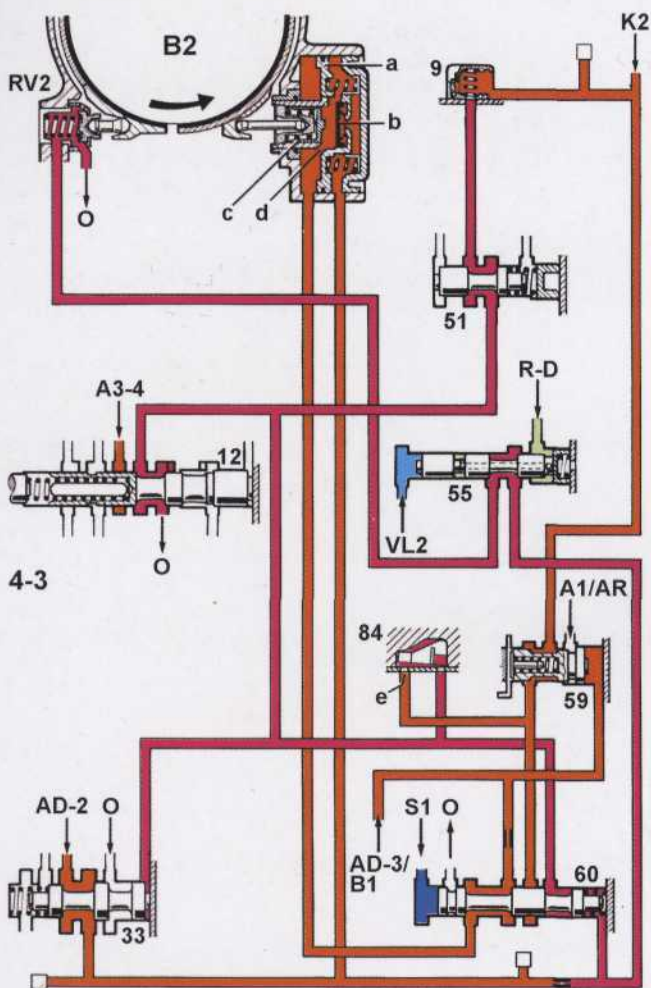 B2
K2
RV2
a
9
b
O
c
d
51
A3-4
R-D
12
55
O
VL2
4-3
A1/AR
84
e
59
AD-2
O
S1
O
AD-3/
B1
60
33